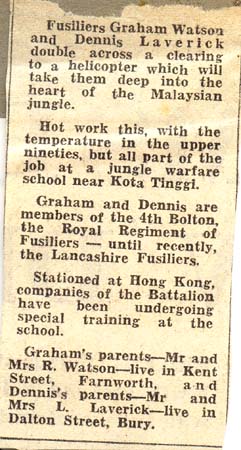 Fusiliers Graham Watson
and Dennis Laverick
double across a clearing
to a helicopter which will
take them deep into the
heart of the Malaysian
jungle.
Hot work this, with the
temperature in the upper
nineties, but all part of the
job at a jungle warfare
school near Kota Tinggi.
Graham and Dennis are
members of the 4th Bolton,
the Royal Regiment of
Fusiliers — until recently,
the Lancashire Fusiliers.
Stationed at Hong Kong,
companies of the Battalion
have been undergoing
special training at the
school.
Graham's parents—Mr and
Mrs R. Watson—live in Kent
Street, Farnworth, and
Dennis's parents—Mr and
Mrs L. Laverick—live in
Dalton Street, Bury.